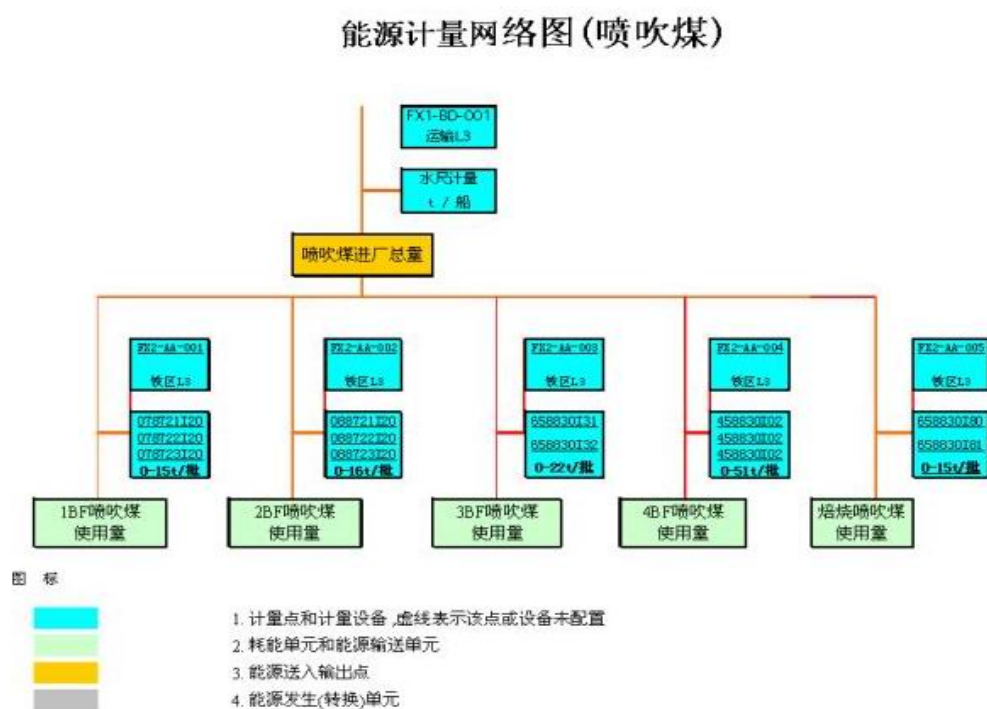 能源计量网络图(喷吹煤)
FX1-BD-001
运输L3
水尺计量
t / 船
喷吹煤进厂总量
FX2-AA-001
铁区L3
FX2-AA-002
铁区L3
FX2-AA-003
铁区L3
FX2-AA-004
铁区L3
FX2-AA-005
铁区L3
078721I20
078722I20
078723I20
0-15t/批
088721I20
088722I20
088723I20
0-16t/批
658830I31
658830I32
0-22t/批
458830I02
458830I02
458830I02
0-51t/批
658830I80
658830I81
0-15t/批
1BF喷吹煤
使用量
2BF喷吹煤
使用量
3BF喷吹煤
使用量
4BF喷吹煤
使用量
焙烧喷吹煤
使用量
图 标
1. 计量点和计量设备,虚线表示该点或设备未配置
2. 耗能单元和能源输送单元
3. 能源送入输出点
4. 能源发生(转换)单元